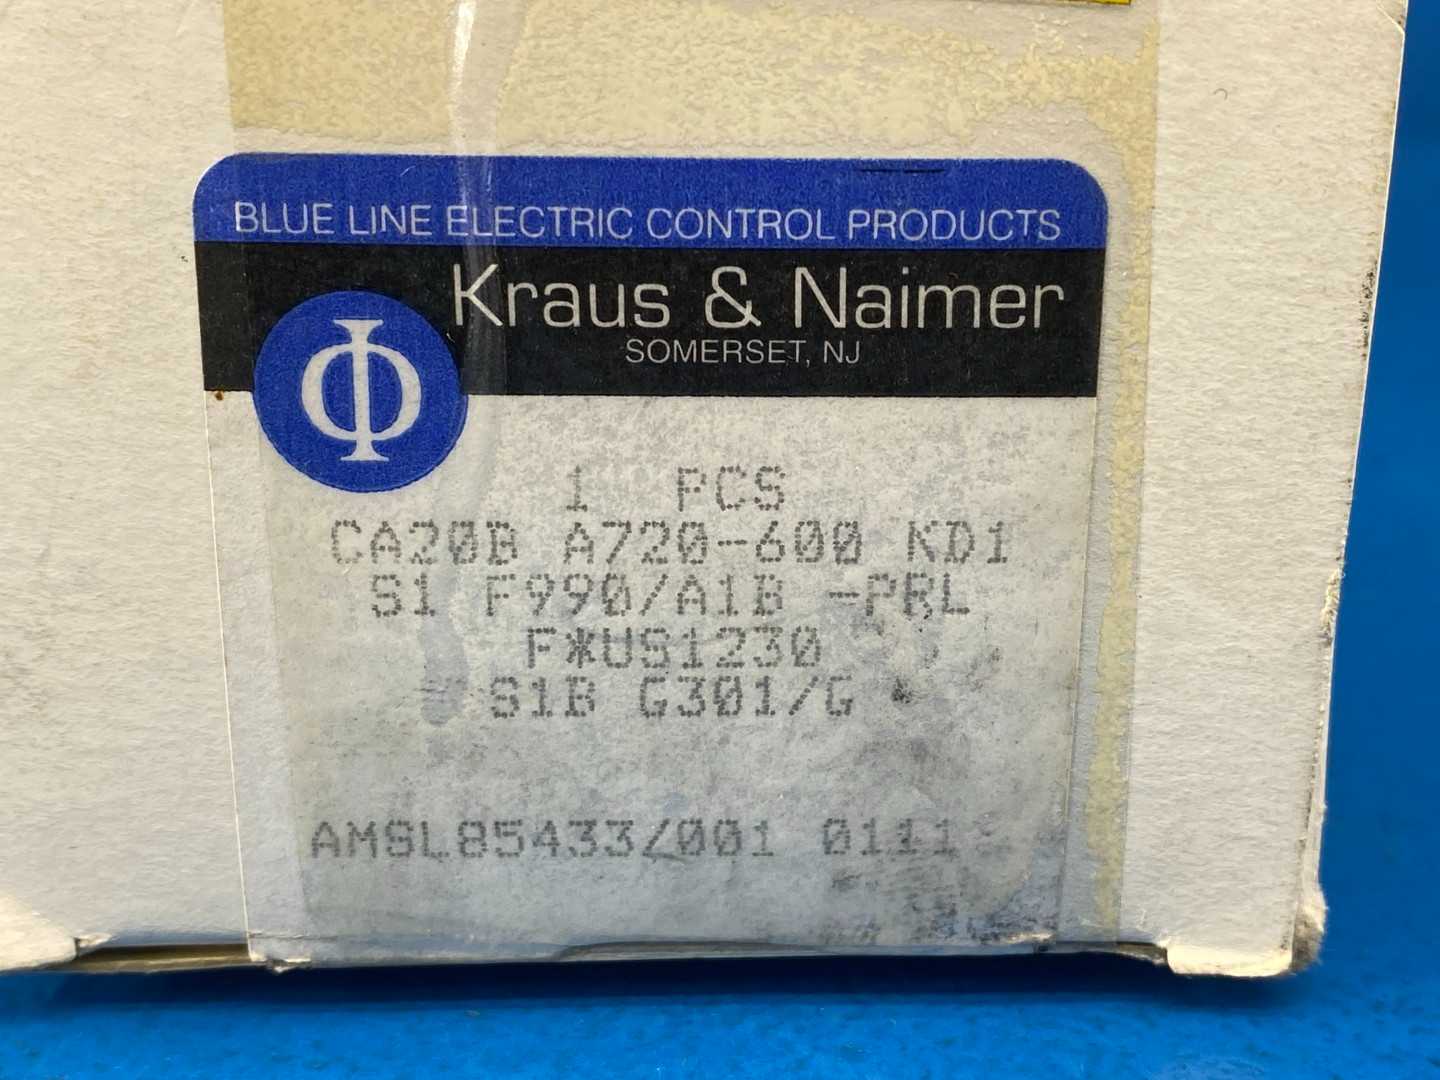 BLUE LINE ELECTRIC CONTROL PRODUCTS
Kraus & Naimer
SOMERSET, NJ
1 PCS
CA20B A720-600 KD1
S1 F990/A1B -PRL
F*US1230
S1B G301/G
AMSL85433/001 0111